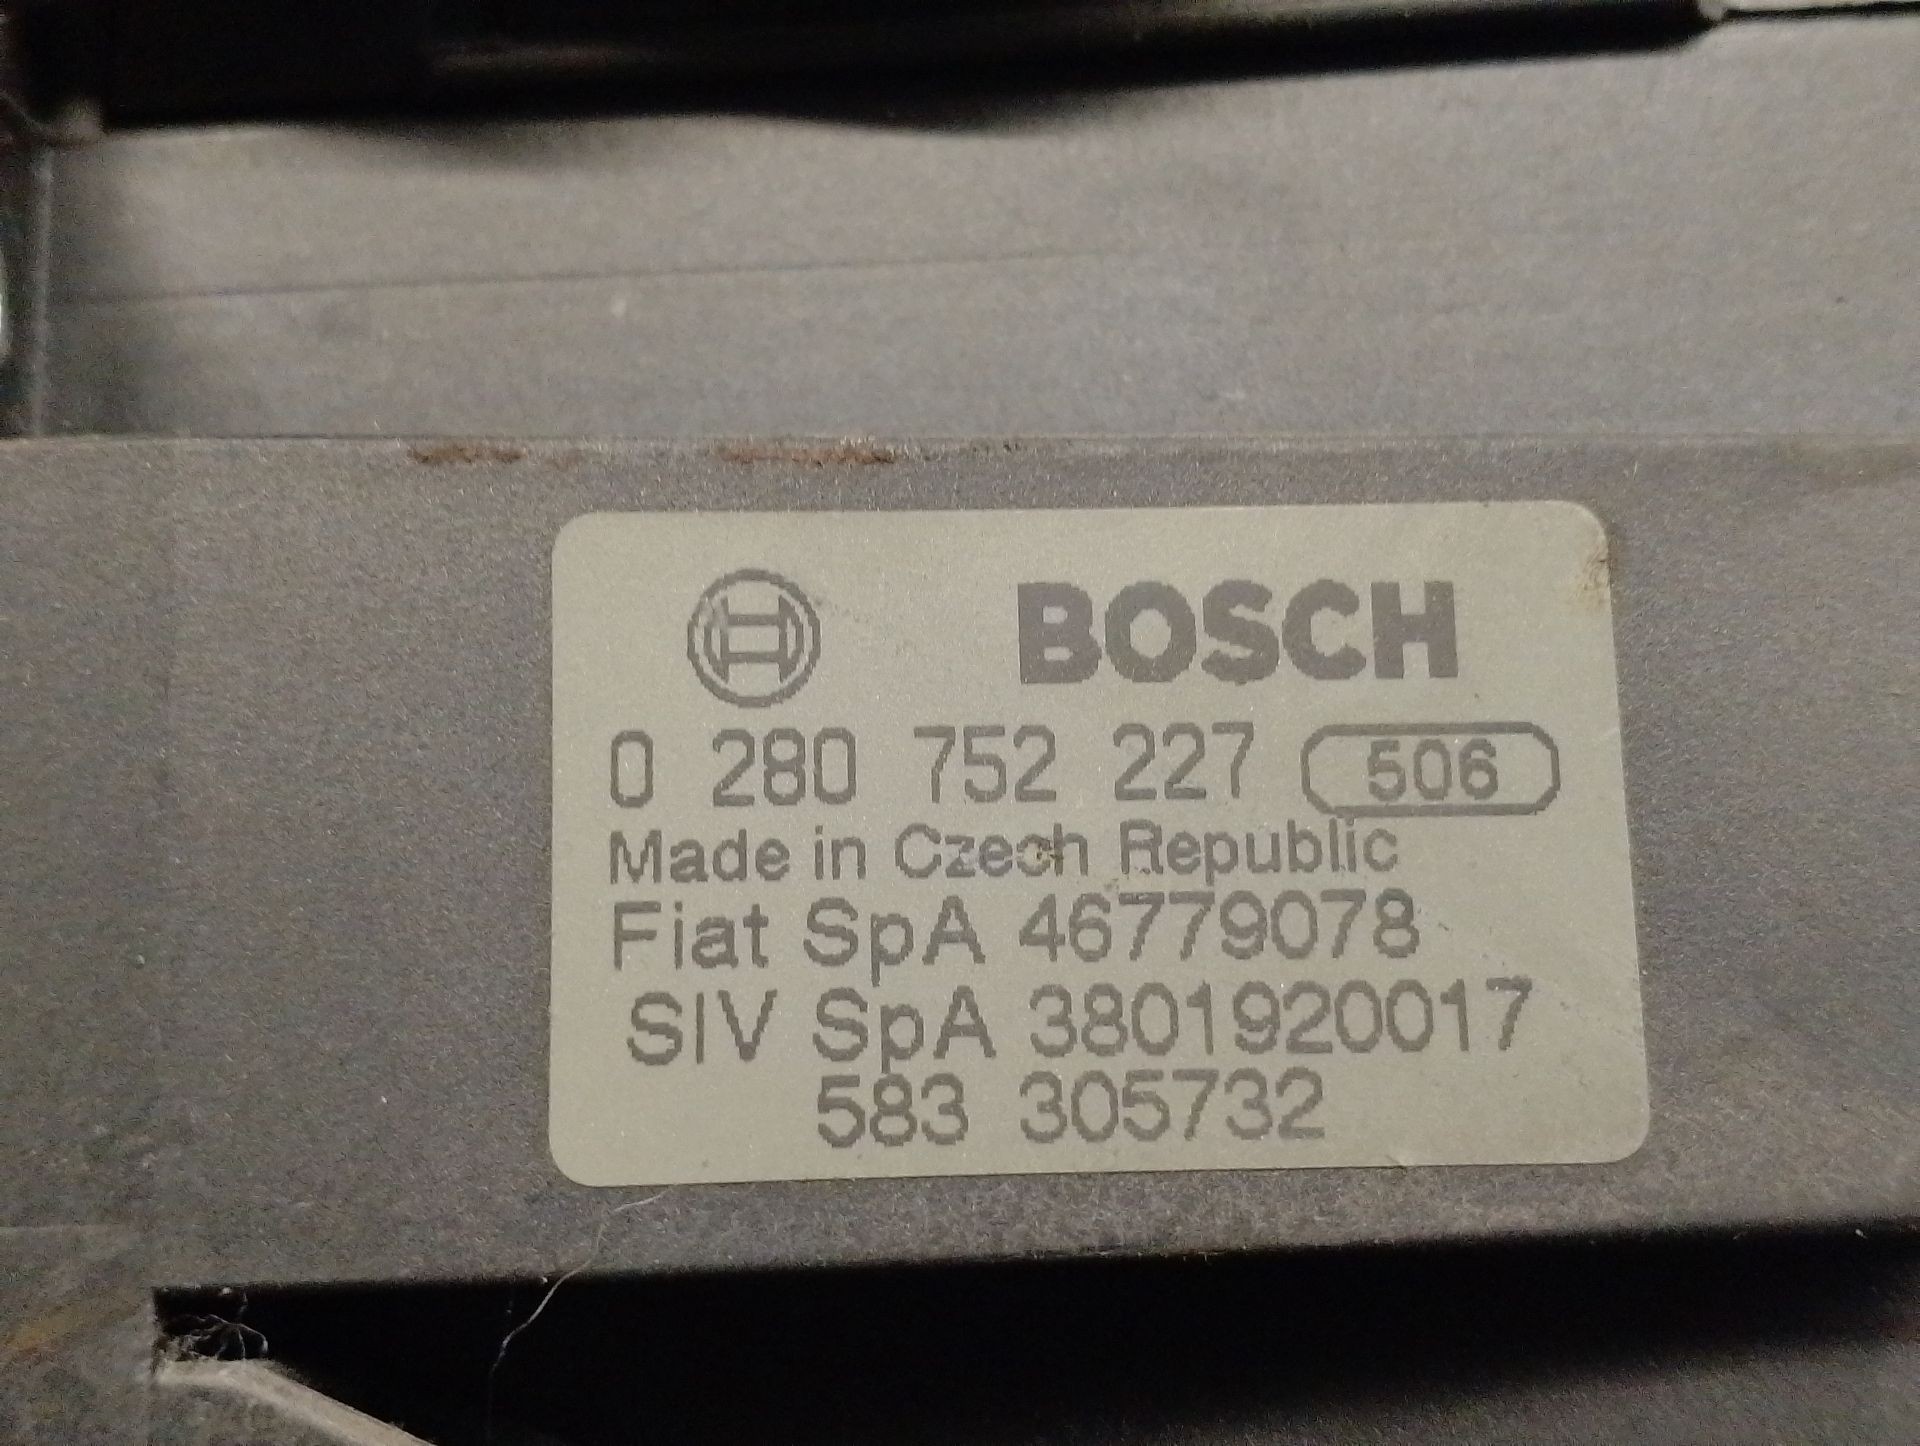 BOSCH
0 280 752 227 506
Made in Czech Republic
Fiat SpA 46779078
SIV SpA 3801920017
583 305732